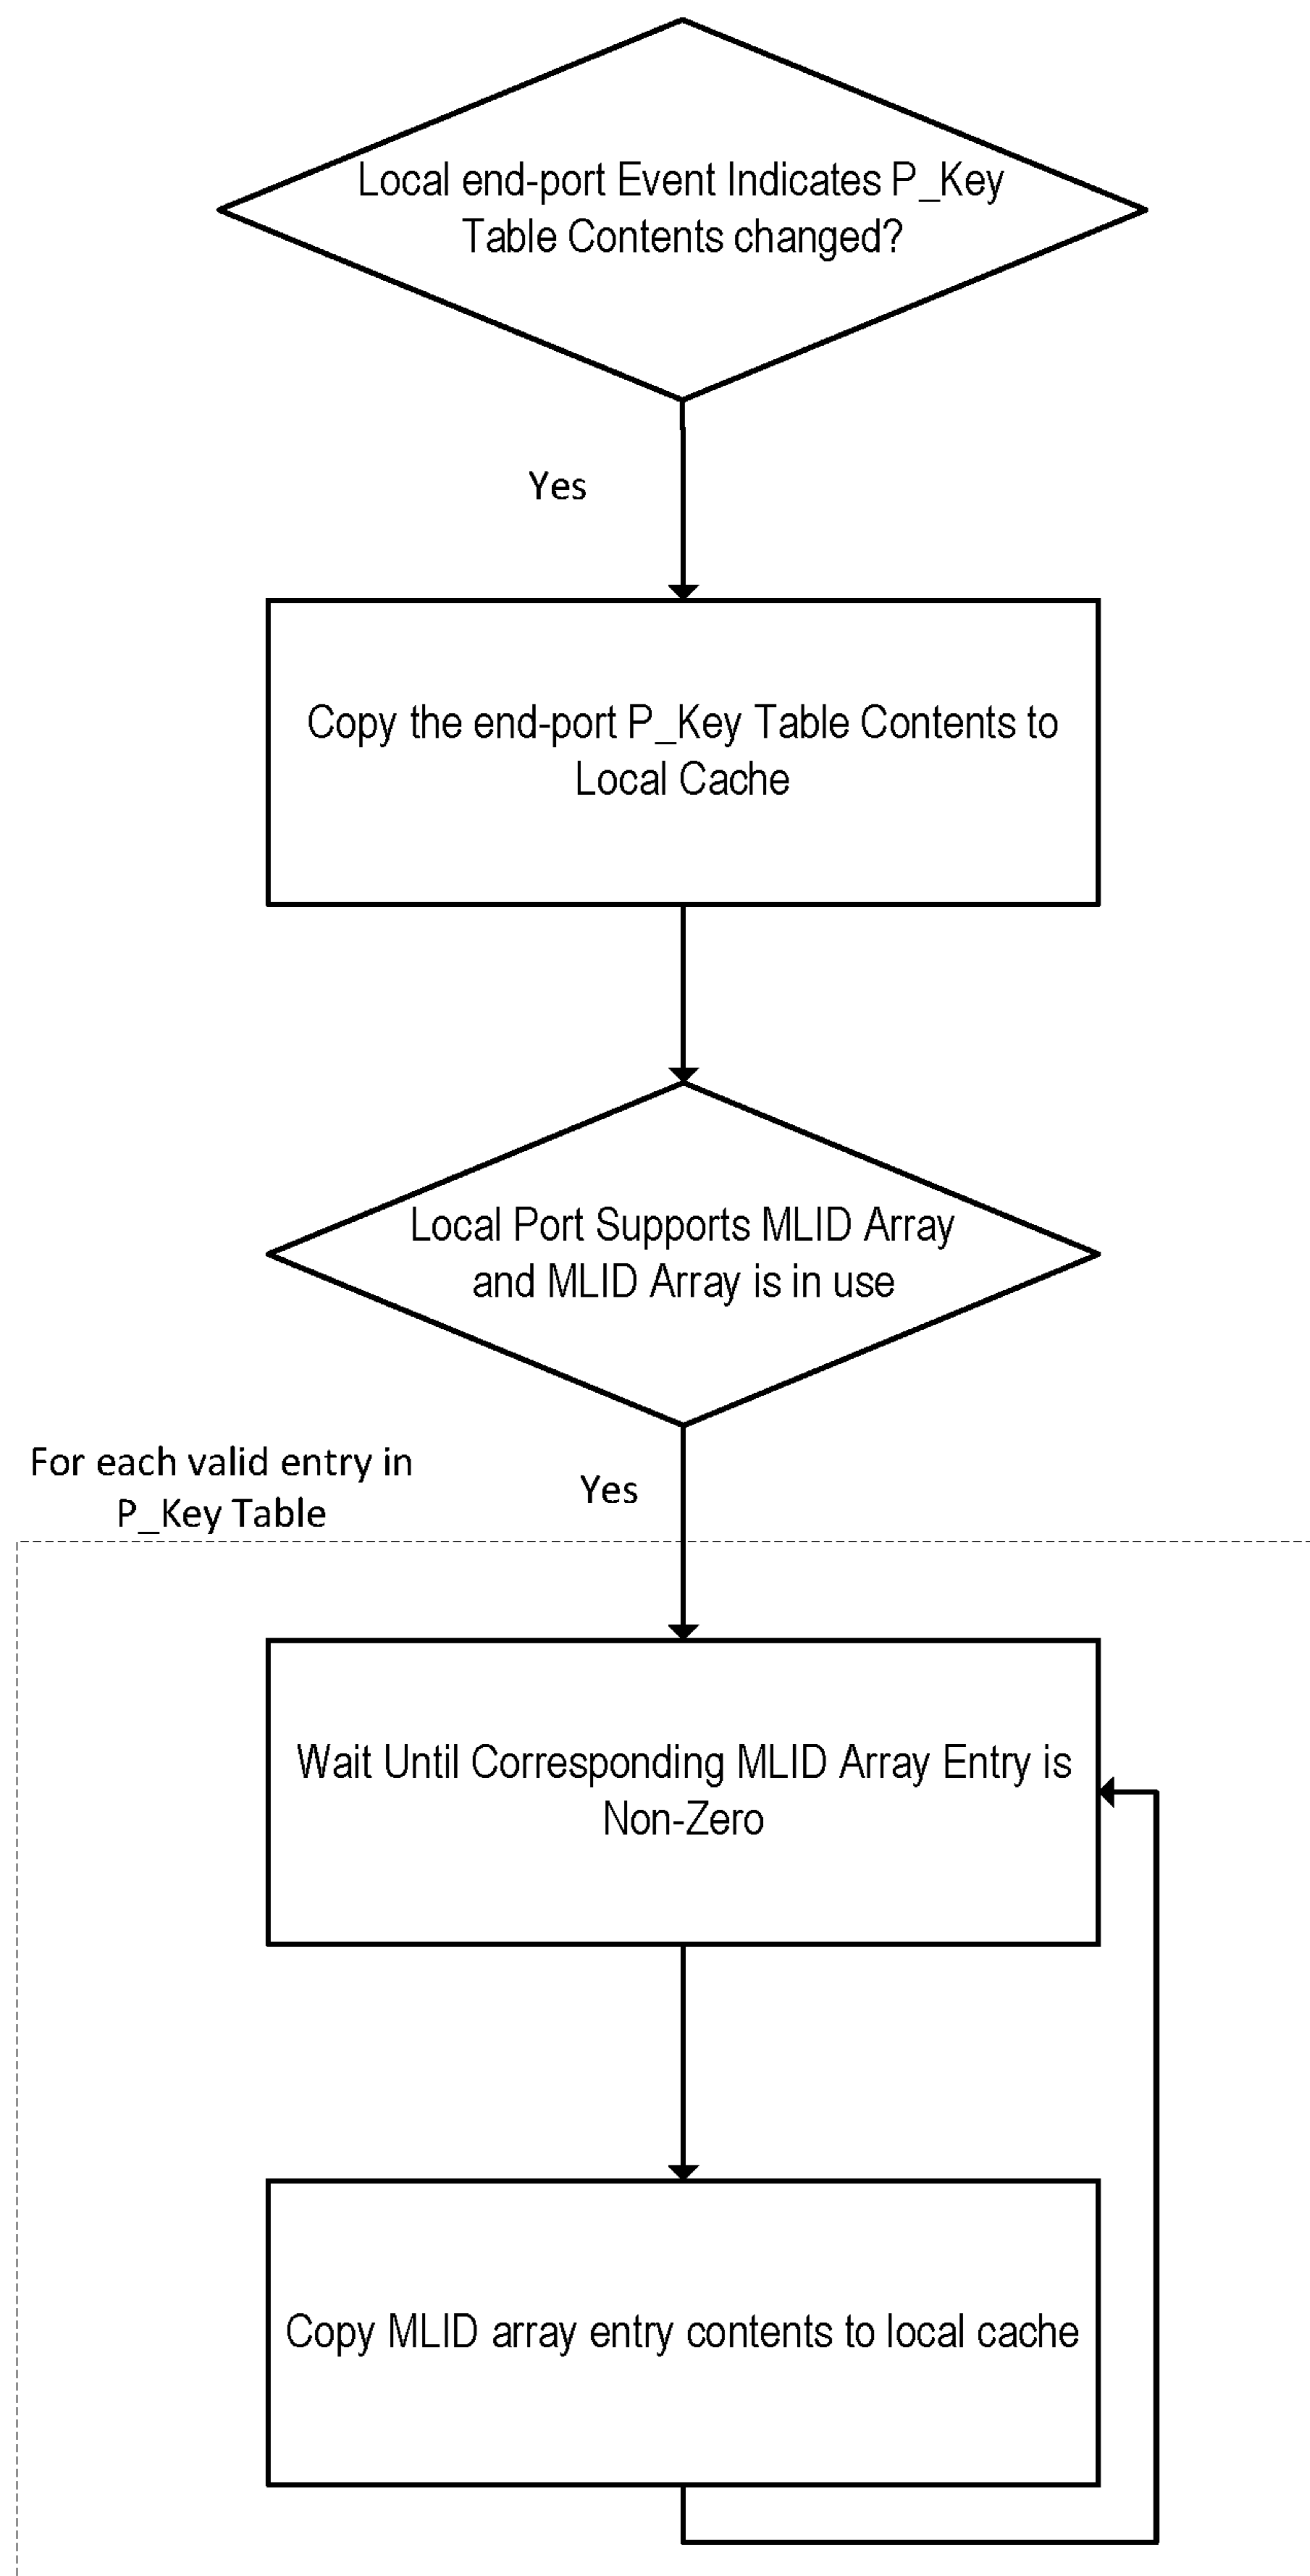 Local end-port Event Indicates P_Key
Table Contents changed?
Yes
Copy the end-port P_Key Table Contents to
Local Cache
Local Port Supports MLID Array
and MLID Array is in use
For each valid entry in
P_Key Table
Yes
Wait Until Corresponding MLID Array Entry is
Non-Zero
Copy MLID array entry contents to local cache